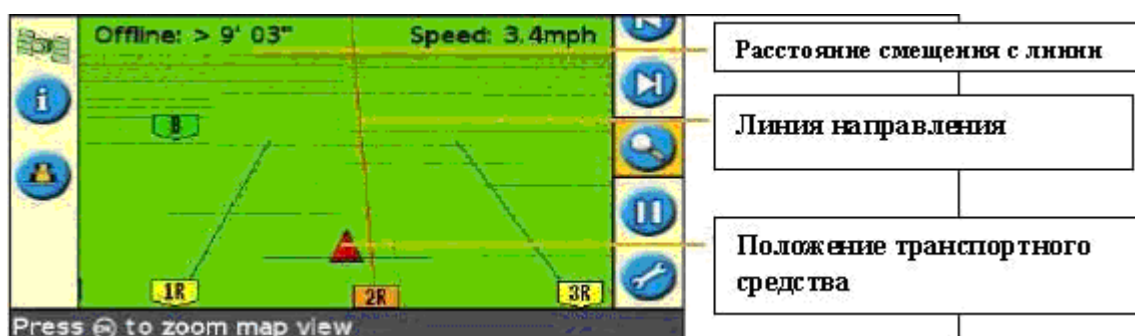 Offline: > 9' 03" Speed: 3.4mph
Расстояние смещения с линии
B
Линия направления
Положение транспортного
средства
1R 2R 3R
Press OK to zoom map view